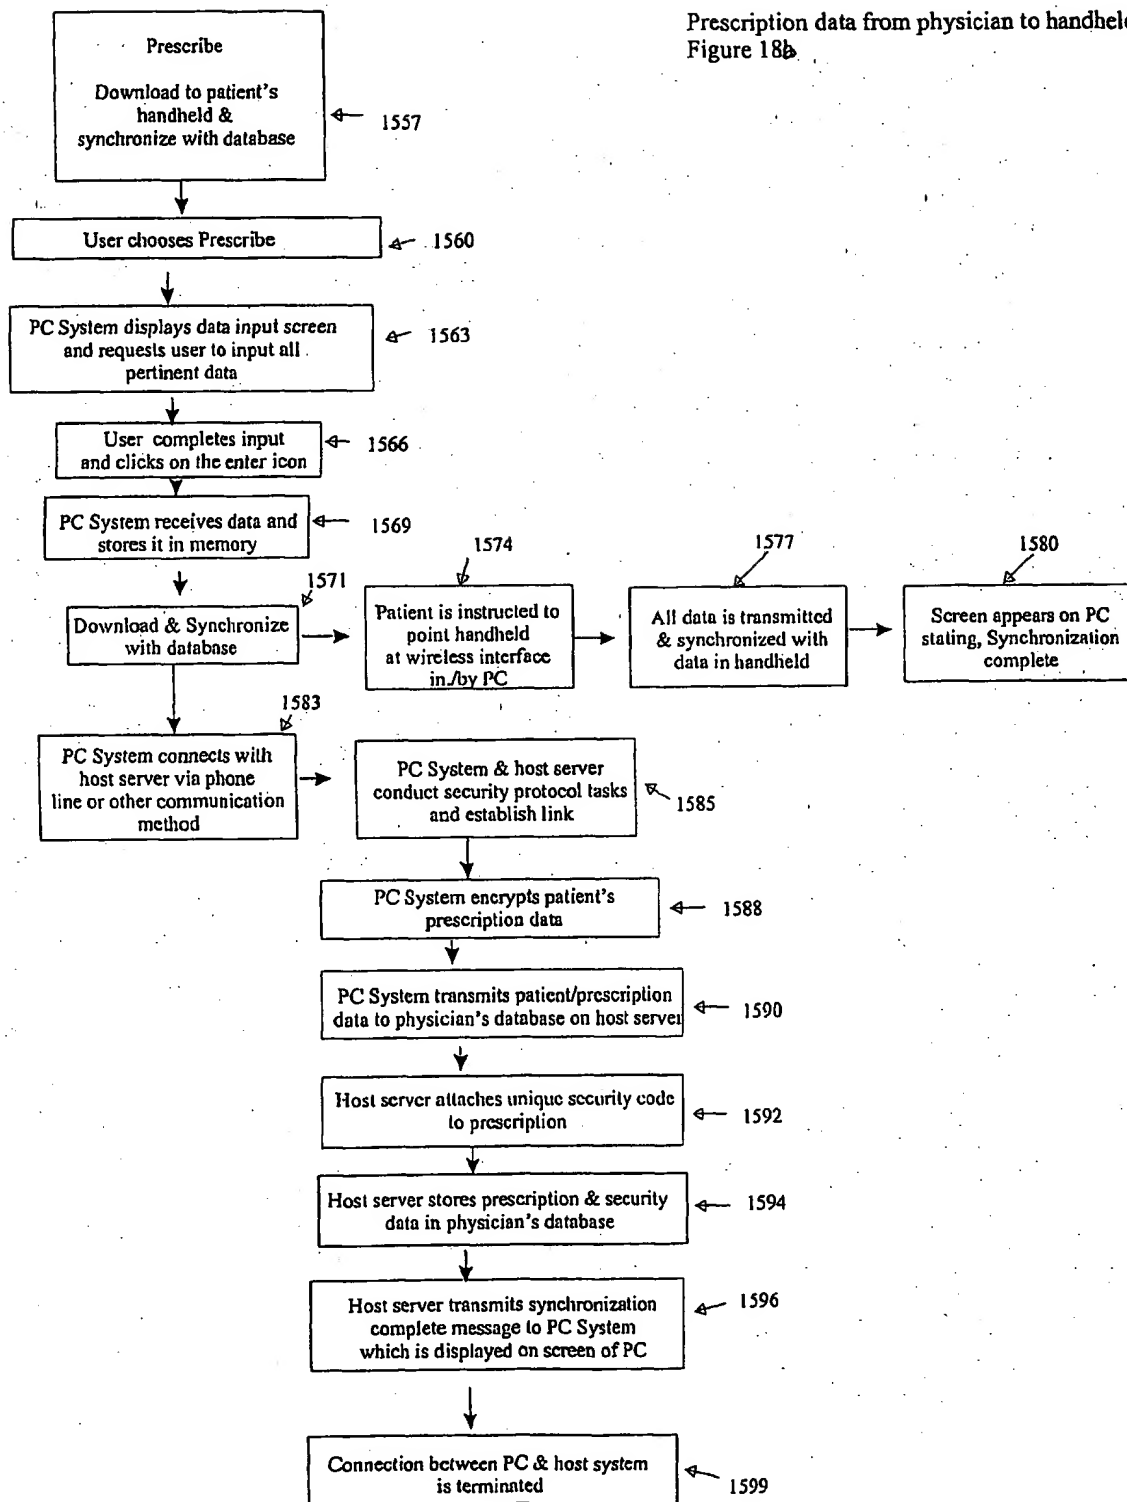 Prescription data from physician to handheld
Figure 18b
Prescribe
Download to patient's
handheld &
synchronize with database
1557
User chooses Prescribe
1560
PC System displays data input screen
and requests user to input all
pertinent data
1563
User completes input
and clicks on the enter icon
1566
PC System receives data and
stores it in memory
1569
1571
Download & Synchronize
with database
1574
Patient is instructed to
point handheld
at wireless interface
in./by PC
1577
All data is transmitted
& synchronized with
data in handheld
1580
Screen appears on PC
stating, Synchronization
complete
1583
PC System connects with
host server via phone
line or other communication
method
PC System & host server
conduct security protocol tasks
and establish link
1585
PC System encrypts patient's
prescription data
1588
PC System transmits patient/prescription
data to physician's database on host server
1590
Host server attaches unique security code
to prescription
1592
Host server stores prescription & security
data in physician's database
1594
Host server transmits synchronization
complete message to PC System
which is displayed on screen of PC
1596
Connection between PC & host system
is terminated
1599